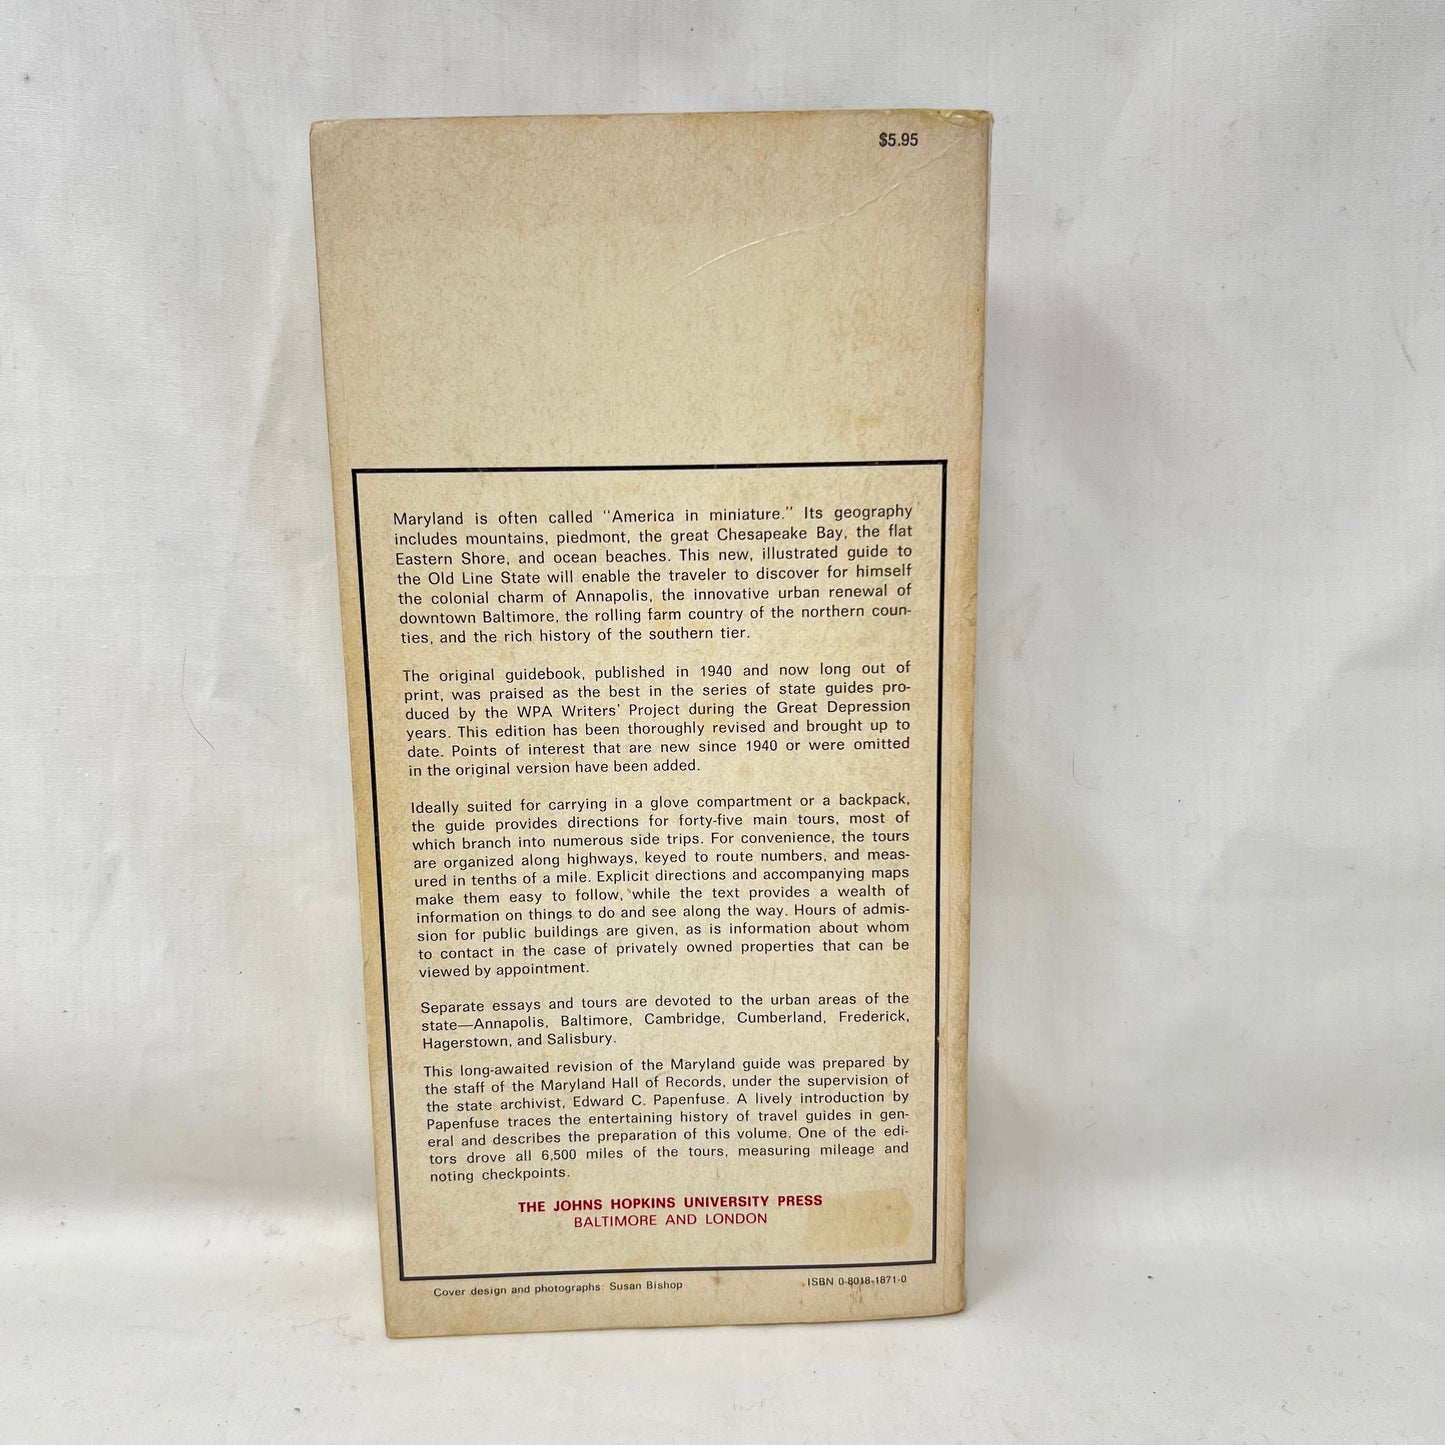 $5.95
Maryland is often called "America in miniature." Its geography
includes mountains, piedmont, the great Chesapeake Bay, the flat
Eastern Shore, and ocean beaches. This new, illustrated guide to
the Old Line State will enable the traveler to discover for himself
the colonial charm of Annapolis, the innovative urban renewal of
downtown Baltimore, the rolling farm country of the northern coun-
ties, and the rich history of the southern tier.
The original guidebook, published in 1940 and now long out of
print, was praised as the best in the series of state guides pro-
duced by the WPA Writers' Project during the Great Depression
years. This edition has been thoroughly revised and brought up to
date. Points of interest that are new since 1940 or were omitted
in the original version have been added.
Ideally suited for carrying in a glove compartment or a backpack,
the guide provides directions for forty-five main tours, most of
which branch into numerous side trips. For convenience, the tours
are organized along highways, keyed to route numbers, and meas-
ured in tenths of a mile. Explicit directions and accompanying maps
make them easy to follow, while the text provides a wealth of
information on things to do and see along the way. Hours of admis-
sion for public buildings are given, as is information about whom
to contact in the case of privately owned properties that can be
viewed by appointment.
Separate essays and tours are devoted to the urban areas of the
state—Annapolis, Baltimore, Cambridge, Cumberland, Frederick,
Hagerstown, and Salisbury.
This long-awaited revision of the Maryland guide was prepared by
the staff of the Maryland Hall of Records, under the supervision of
the state archivist, Edward C. Papenfuse. A lively introduction by
Papenfuse traces the entertaining history of travel guides in gen-
eral and describes the preparation of this volume. One of the edi-
tors drove all 6,500 miles of the tours, measuring mileage and
noting checkpoints.
THE JOHNS HOPKINS UNIVERSITY PRESS
BALTIMORE AND LONDON
Cover design and photographs: Susan Bishop
ISBN 0-8018-1871-0